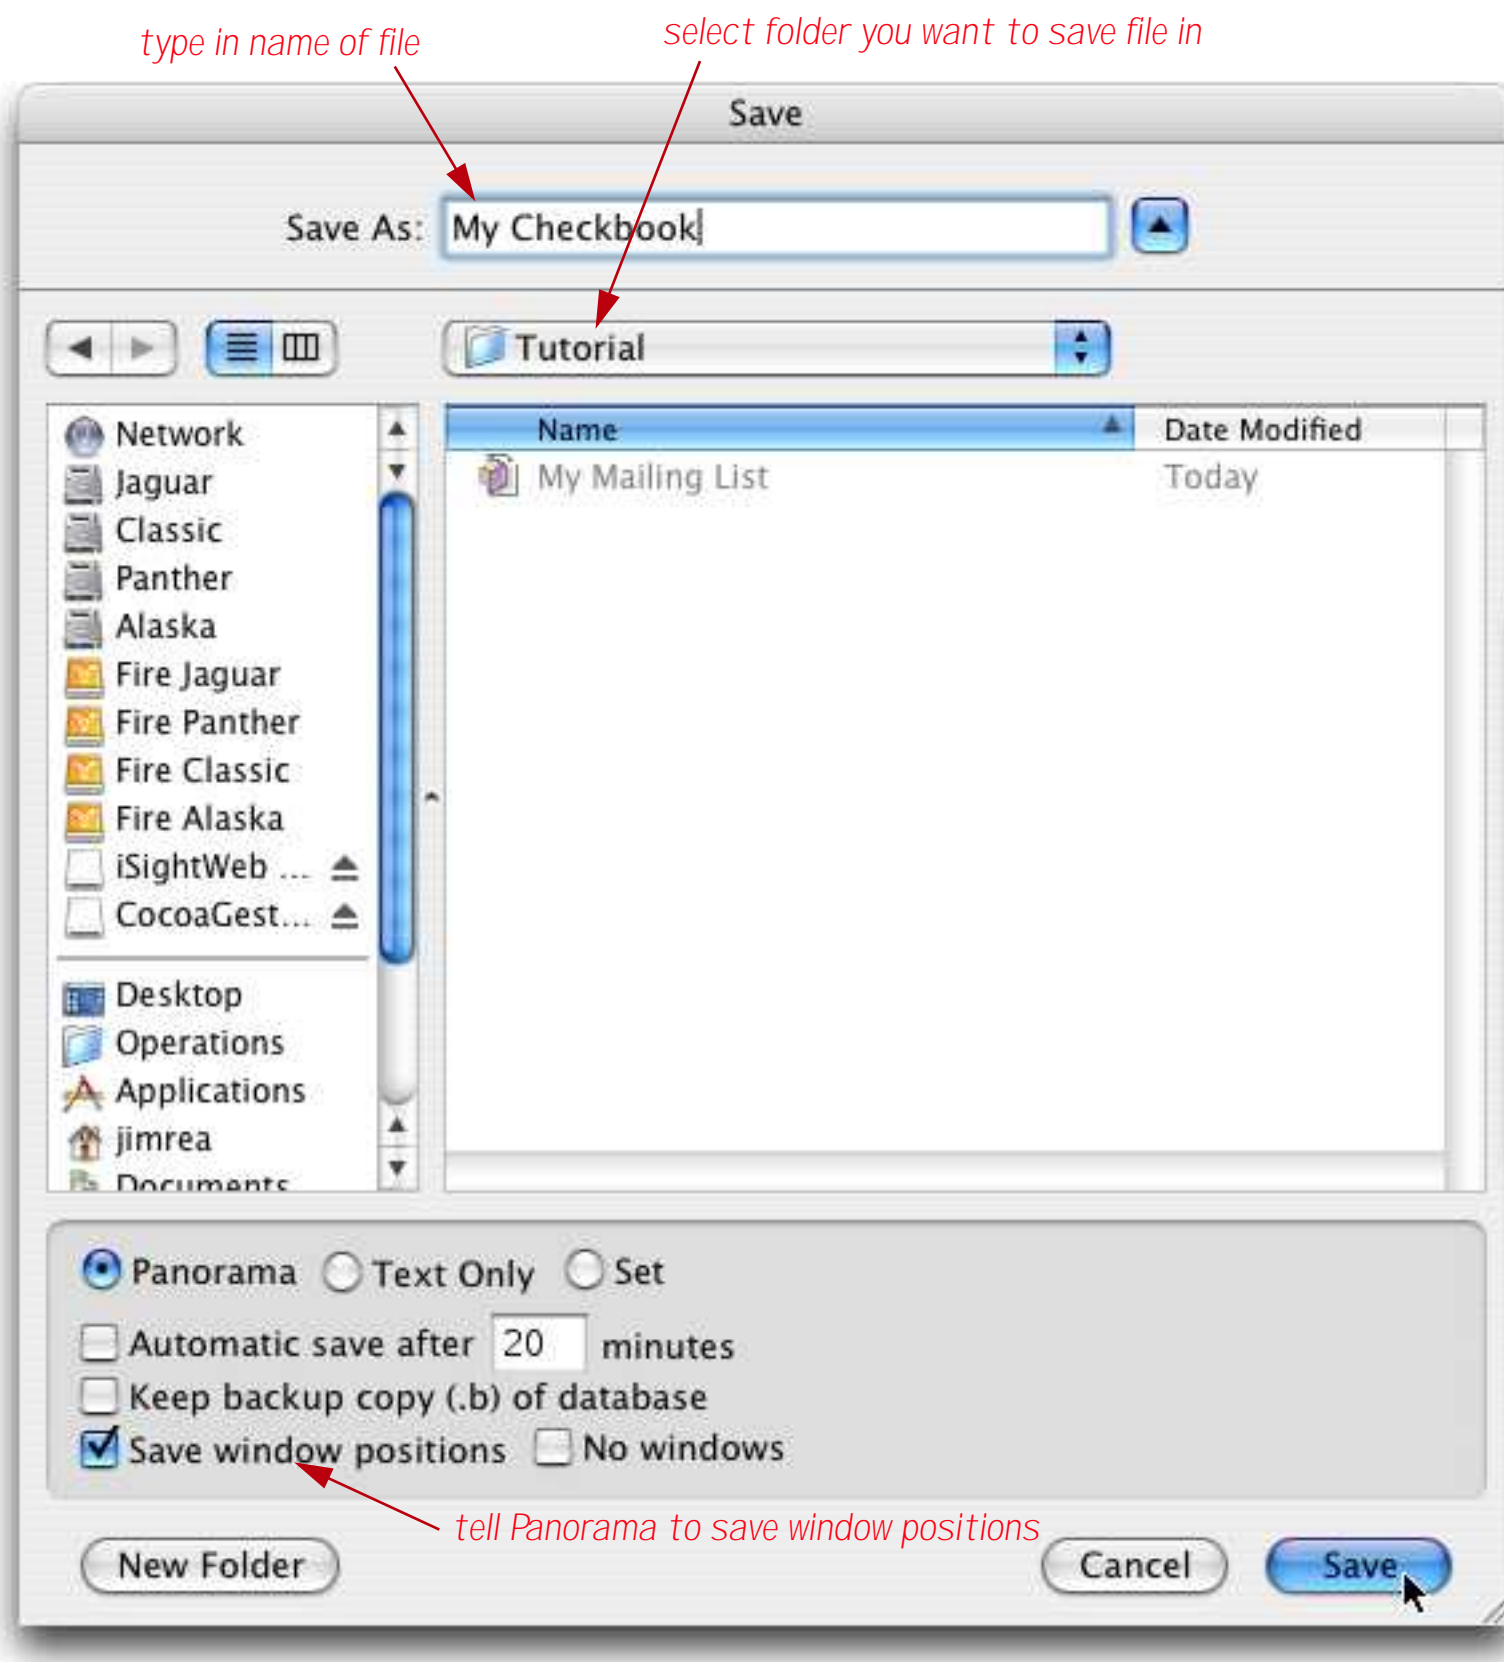 type in name of file
select folder you want to save file in
Save
Save As: My Checkbook
Tutorial
Network
Jaguar
Classic
Panther
Alaska
Fire Jaguar
Fire Panther
Fire Classic
Fire Alaska
iSightWeb ...
CocoaGest...
Desktop
Operations
Applications
jimrea
Documents
Name Date Modified
My Mailing List Today
Panorama Text Only Set
Automatic save after 20 minutes
Keep backup copy (.b) of database
Save window positions No windows
tell Panorama to save window positions
New Folder Cancel Save